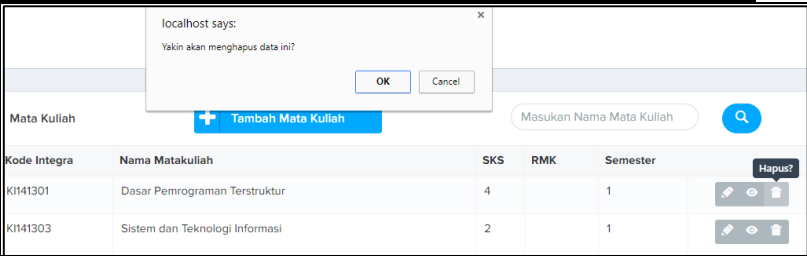 localhost says:
Yakin akan menghapus data ini?
OK Cancel
Mata Kuliah Tambah Mata Kuliah Masukan Nama Mata Kuliah
Kode Integra Nama Matakuliah SKS RMK Semester
Hapus?
KI141301 Dasar Pemrograman Terstruktur 4 1
KI141303 Sistem dan Teknologi Informasi 2 1